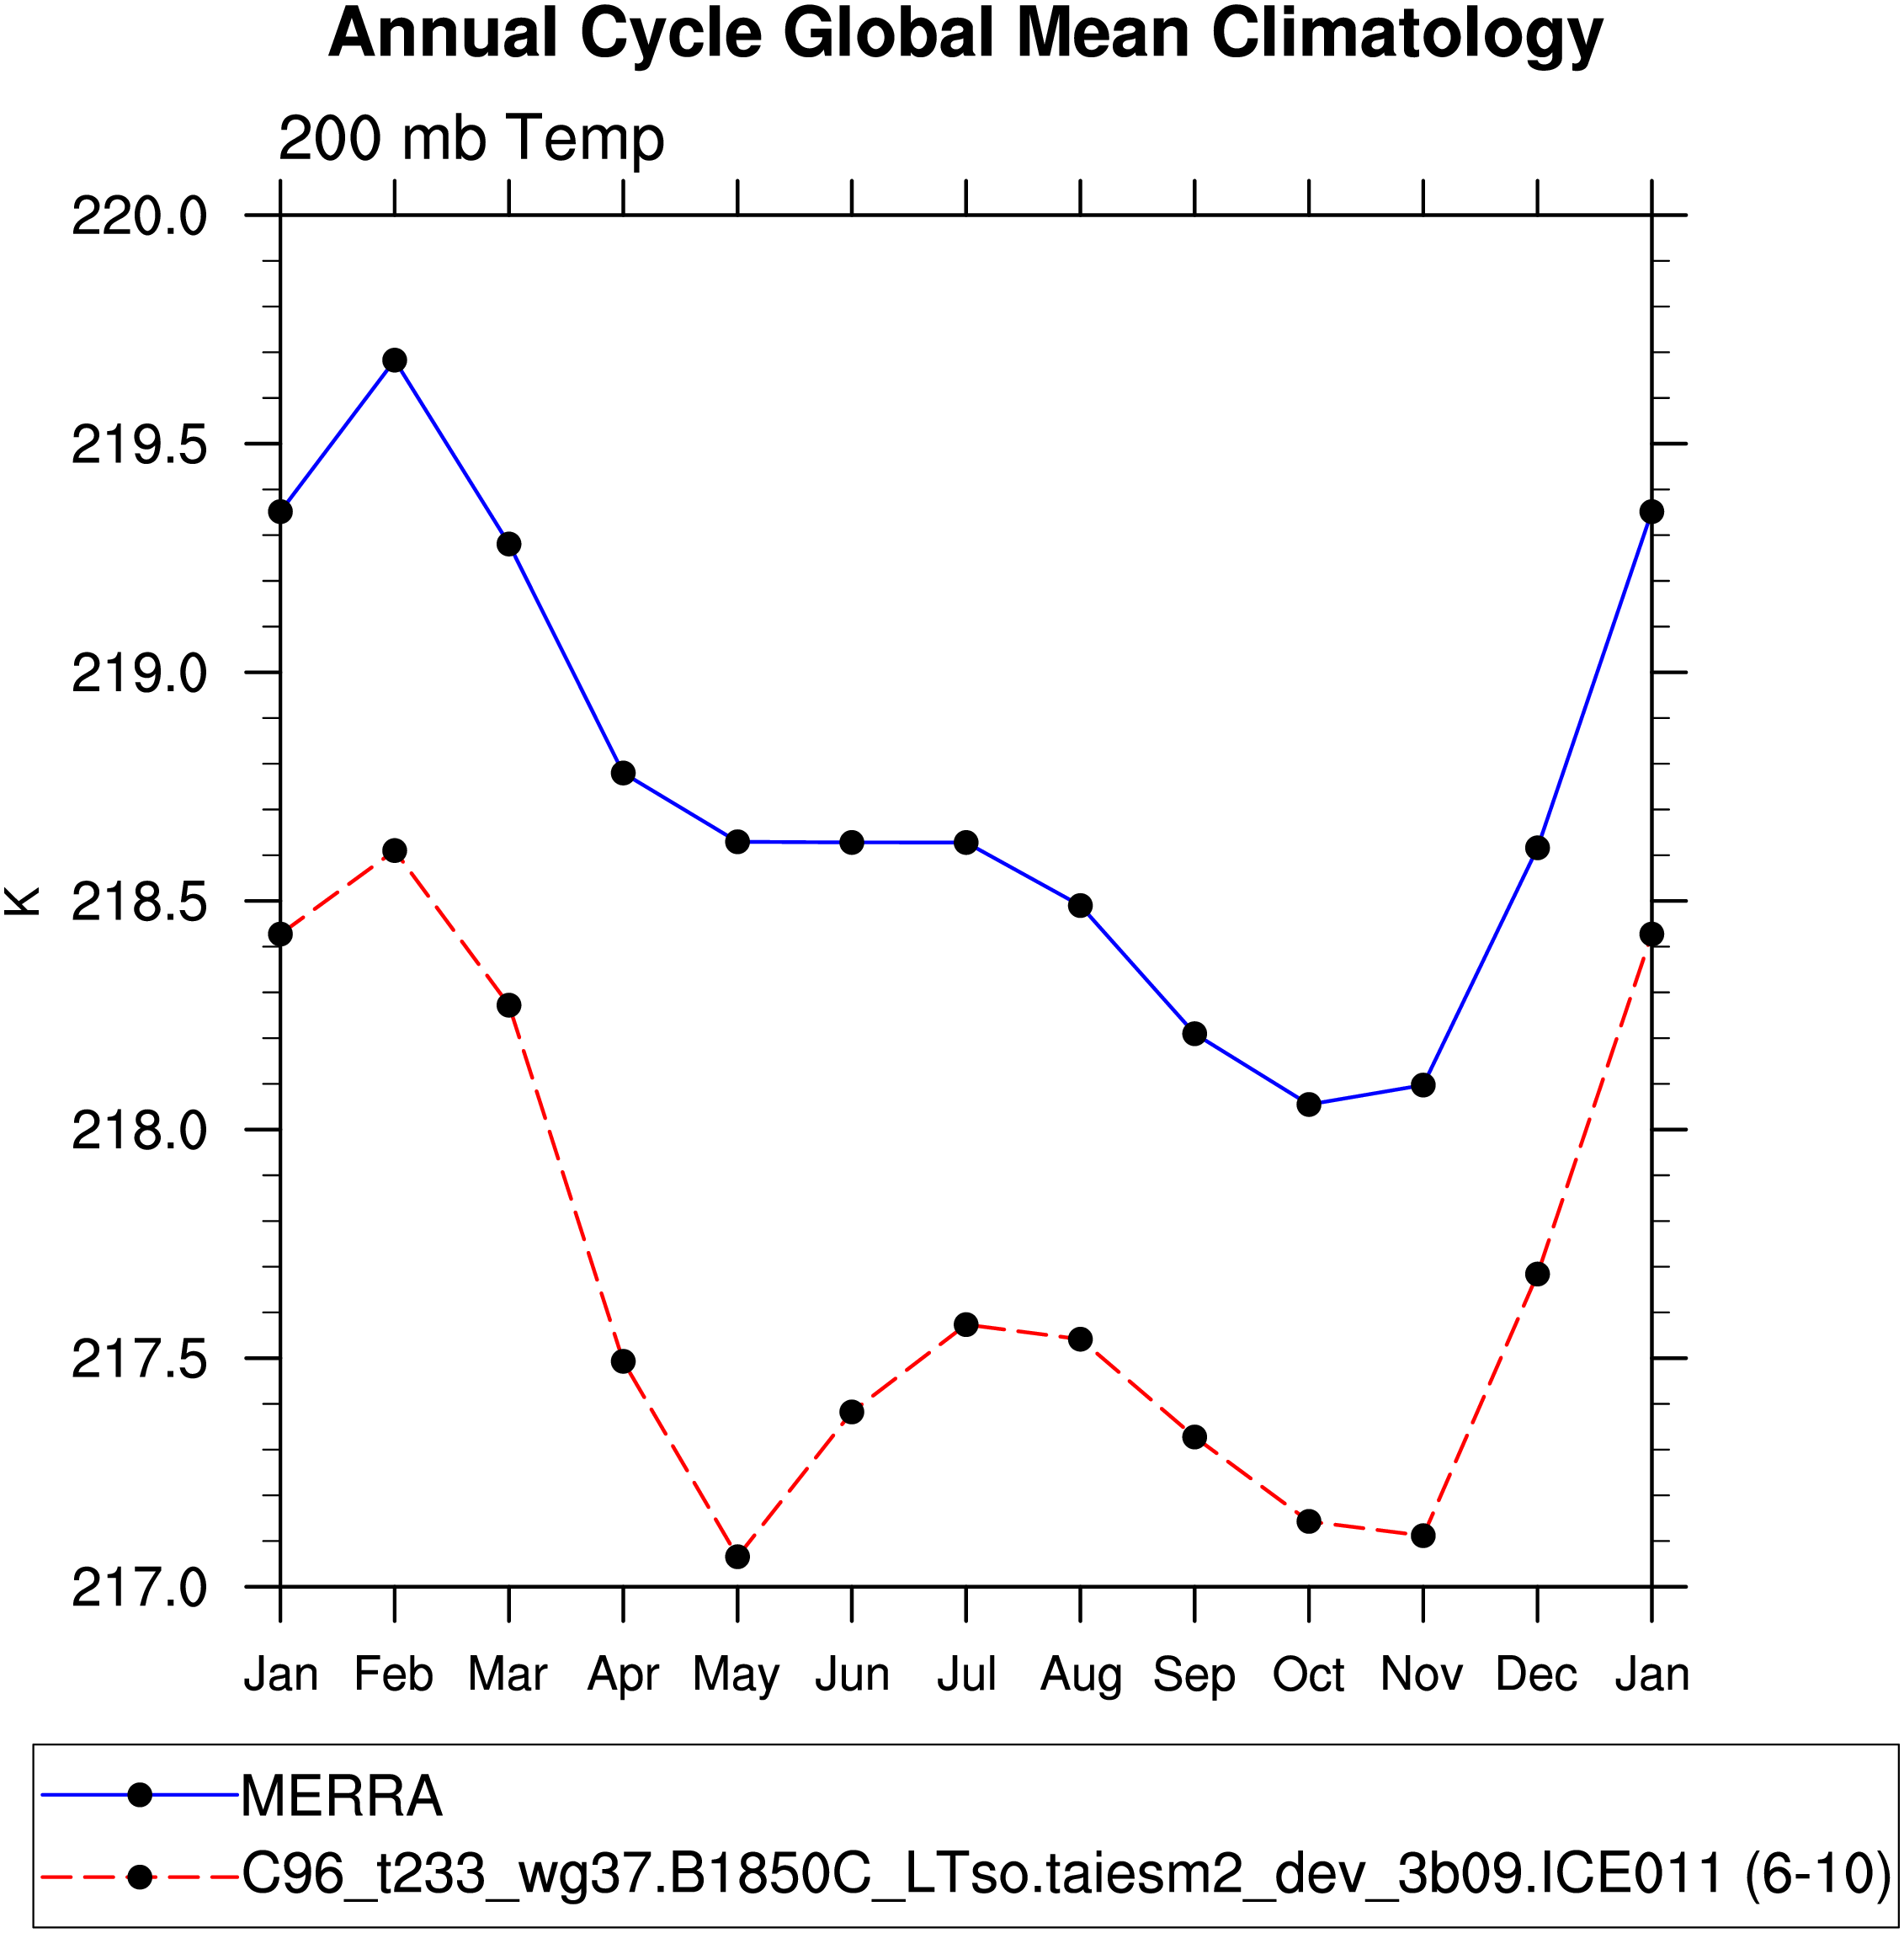 Annual Cycle Global Mean Climatology
200 mb Temp
220.0
219.5
219.0
218.5
218.0
217.5
217.0
K
Jan Feb Mar Apr May Jun Jul Aug Sep Oct Nov Dec Jan
MERRA
C96_t233_wg37.B1850C_LTso.taiesm2_dev_3b09.ICE011 (6-10)